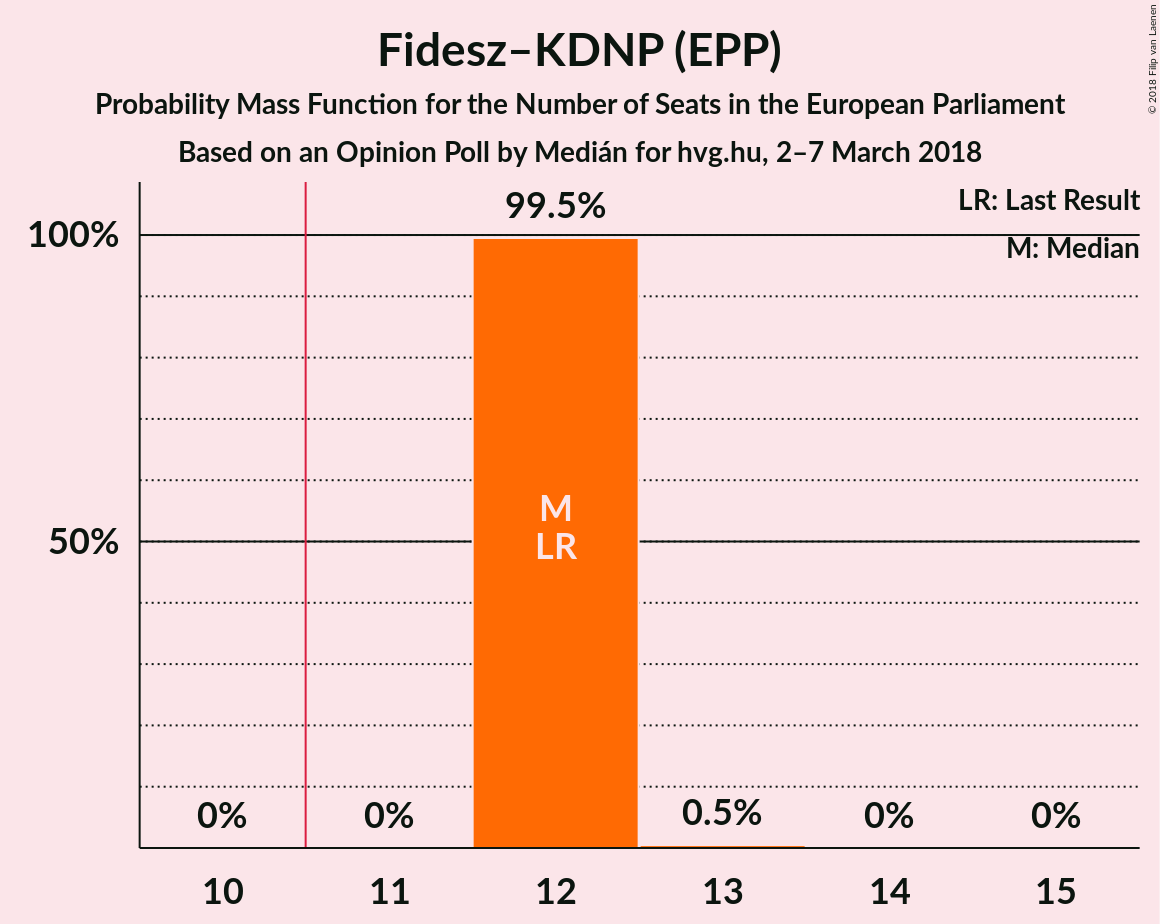 Fidesz–KDNP (EPP)
Probability Mass Function for the Number of Seats in the European Parliament
Based on an Opinion Poll by Medián for hvg.hu, 2–7 March 2018
© 2018 Filip van Laenen
LR: Last Result
M: Median
99.5%
100%
50%
M
LR
0%
0%
0.5%
0%
0%
10
11
12
13
14
15